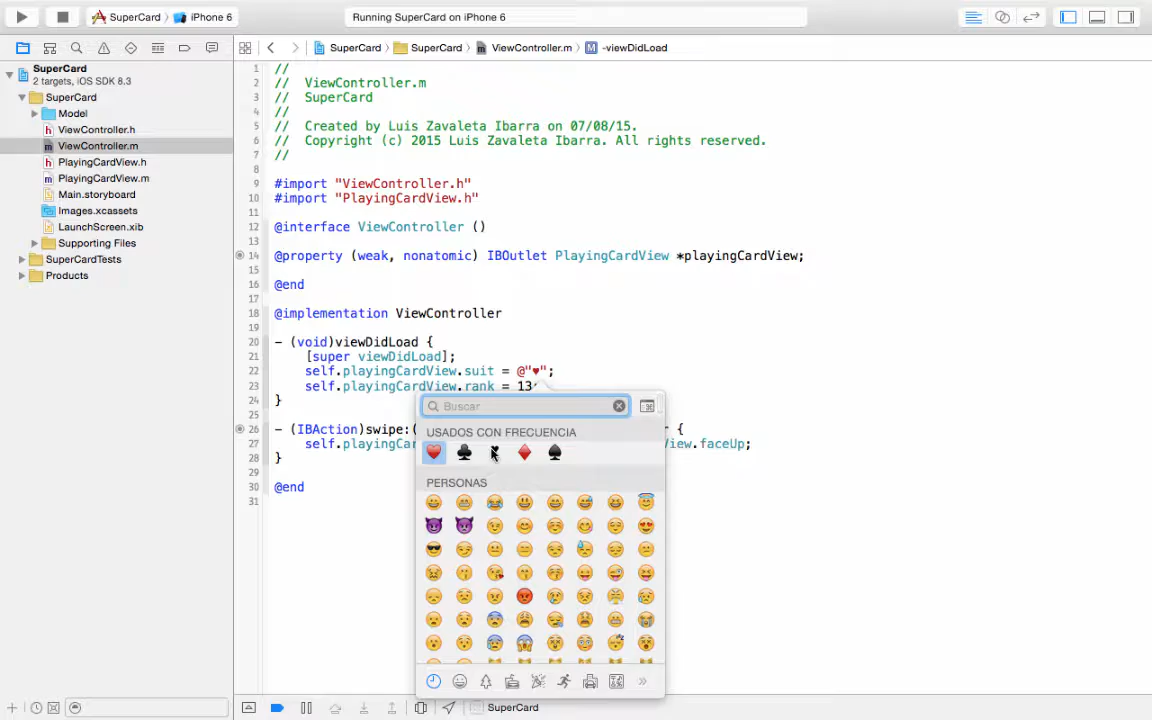 SuperCard
iPhone 6
Running SuperCard on iPhone 6
SuperCard
SuperCard
ViewController.m
M
-viewDidLoad
SuperCard
2 targets, iOS SDK 8.3
SuperCard
Model
h ViewController.h
m ViewController.m
h PlayingCardView.h
m PlayingCardView.m
Main.storyboard
Images.xcassets
LaunchScreen.xib
Supporting Files
SuperCardTests
Products
1 //
2 // ViewController.m
3 // SuperCard
4 //
5 // Created by Luis Zavaleta Ibarra on 07/08/15.
6 // Copyright (c) 2015 Luis Zavaleta Ibarra. All rights reserved.
7 //
8
9 #import "ViewController.h"
10 #import "PlayingCardView.h"
11
12 @interface ViewController ()
13
14 @property (weak, nonatomic) IBOutlet PlayingCardView *playingCardView;
15
16 @end
17
18 @implementation ViewController
19
20 - (void)viewDidLoad {
21 [super viewDidLoad];
22 self.playingCardView.suit = @"♥";
23 self.playingCardView.rank = 13;
24 }
25
26 - (IBAction)swipe:( r {
27 self.playingCar View.faceUp;
28 }
29
30 @end
31
Buscar
USADOS CON FRECUENCIA
PERSONAS
SuperCard